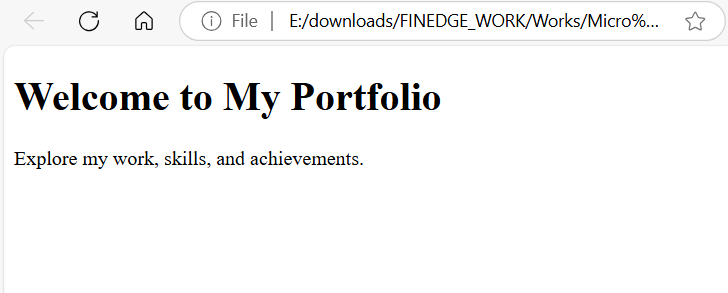 File | E:/downloads/FINEDGE_WORK/Works/Micro%...
Welcome to My Portfolio
Explore my work, skills, and achievements.